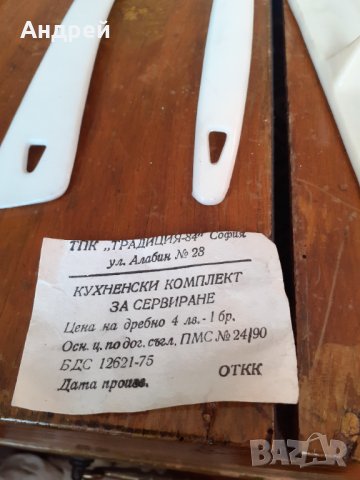 Андрей
ТПК „ТРАДИЦИЯ-84“ София
ул. Алабин № 28
КУХНЕНСКИ КОМПЛЕКТ
ЗА СЕРВИРАНЕ
Цена на дребно 4 лв. - 1 бр.
Осн. ц. по дог. съгл. ПМС № 24/90
БДС 12621-75
ОТКК
Дата произв.
BAZAR